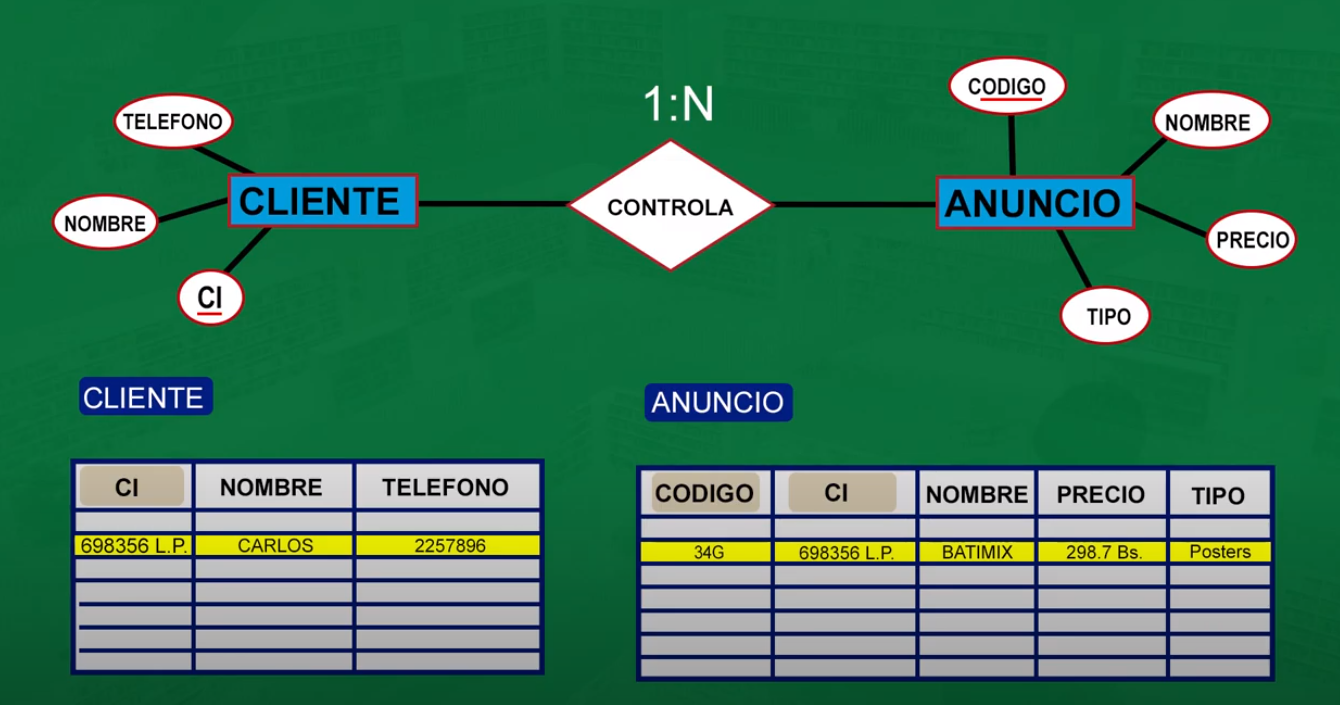 1:N
TELEFONO
NOMBRE
CI
CLIENTE
CONTROLA
ANUNCIO
CODIGO
NOMBRE
PRECIO
TIPO
CLIENTE
CI NOMBRE TELEFONO
698356 L.P. CARLOS 2257896
ANUNCIO
CODIGO CI NOMBRE PRECIO TIPO
34G 698356 L.P. BATIMIX 298.7 Bs. Posters